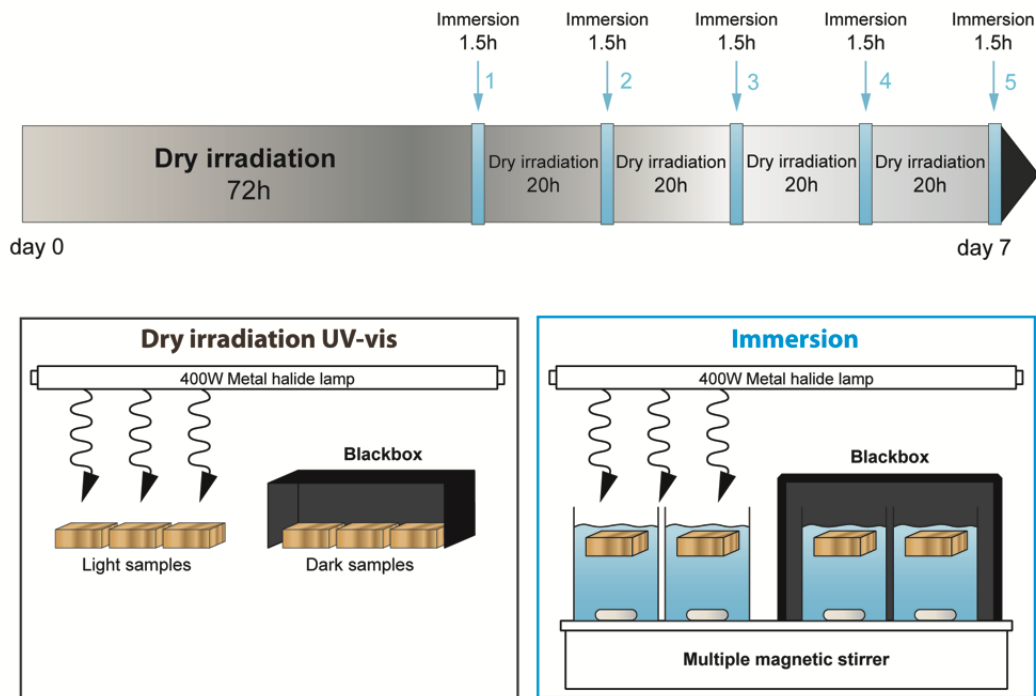 Immersion
1.5h
Immersion
1.5h
Immersion
1.5h
Immersion
1.5h
Immersion
1.5h
1
2
3
4
5
Dry irradiation
72h
Dry irradiation
20h
Dry irradiation
20h
Dry irradiation
20h
Dry irradiation
20h
day 0
day 7
Dry irradiation UV-vis
400W Metal halide lamp
Blackbox
Light samples
Dark samples
Immersion
400W Metal halide lamp
Blackbox
Multiple magnetic stirrer